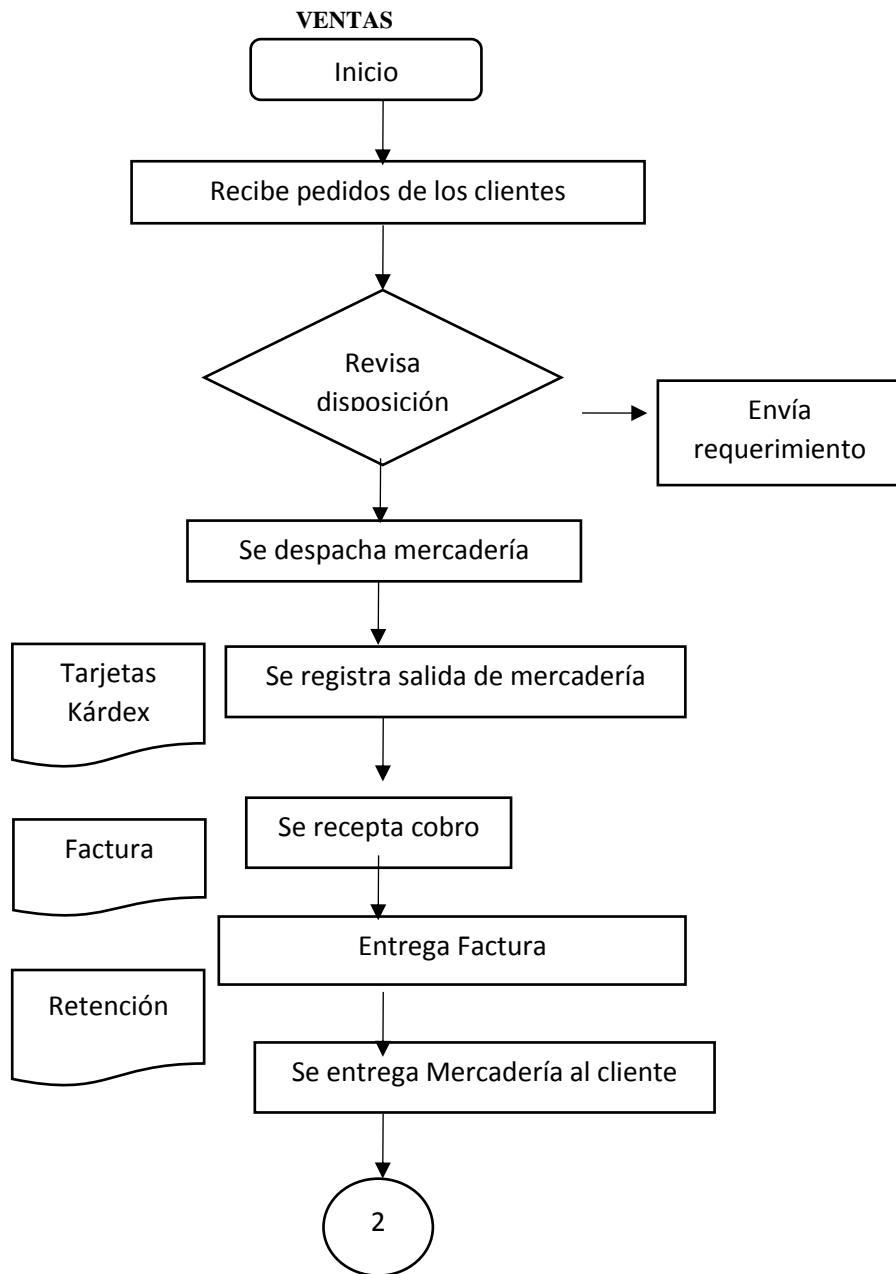 VENTAS
Inicio
Recibe pedidos de los clientes
Revisa
disposición
Envía
requerimiento
Se despacha mercadería
Tarjetas
Kárdex
Se registra salida de mercadería
Se recepta cobro
Factura
Entrega Factura
Retención
Se entrega Mercadería al cliente
2